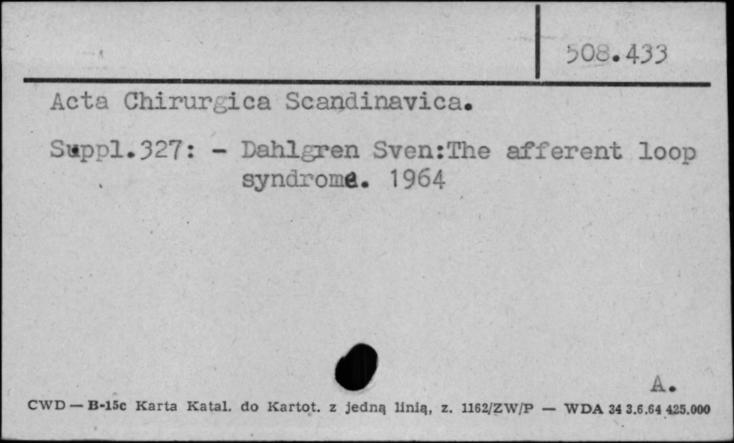 508.433
Acta Chirurgica Scandinavica.
Suppl.327: - Dahlgren Sven:The afferent loop
syndrome. 1964
A.
CWD — B-15c Karta Katal. do Kartot. z jedną linią, z. 1162/ZW/P — WDA 34 3.6.64 425.000